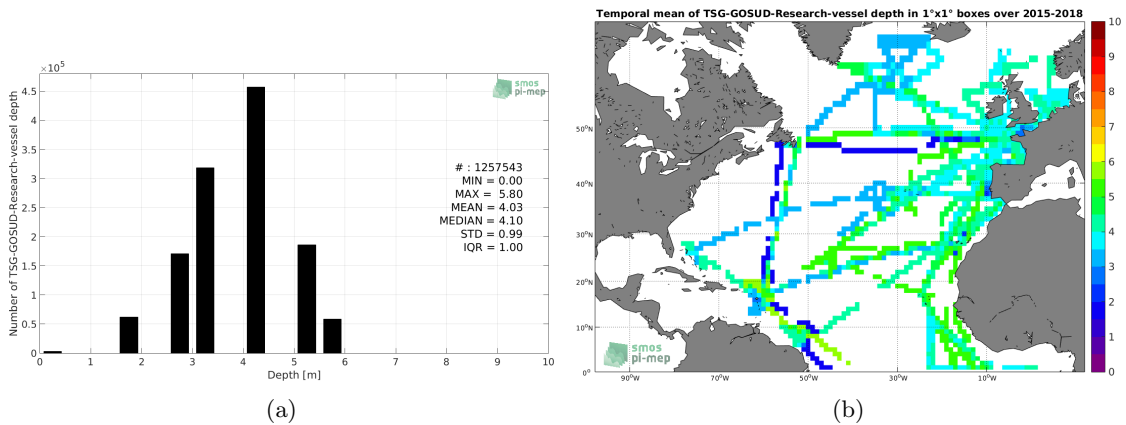 ×10⁵
4.5
4
3.5
3
2.5
2
1.5
1
0.5
0
Number of TSG-GOSUD-Research-vessel depth
smos
pi-mep
# : 1257543
MIN = 0.00
MAX = 5.80
MEAN = 4.03
MEDIAN = 4.10
STD = 0.99
IQR = 1.00
0 1 2 3 4 5 6 7 8 9 10
Depth [m]
(a)
Temporal mean of TSG-GOSUD-Research-vessel depth in 1°x1° boxes over 2015-2018
50°N
40°N
30°N
20°N
10°N
0°
90°W 70°W 50°W 30°W 10°W
smos
pi-mep
10
9
8
7
6
5
4
3
2
1
0
(b)